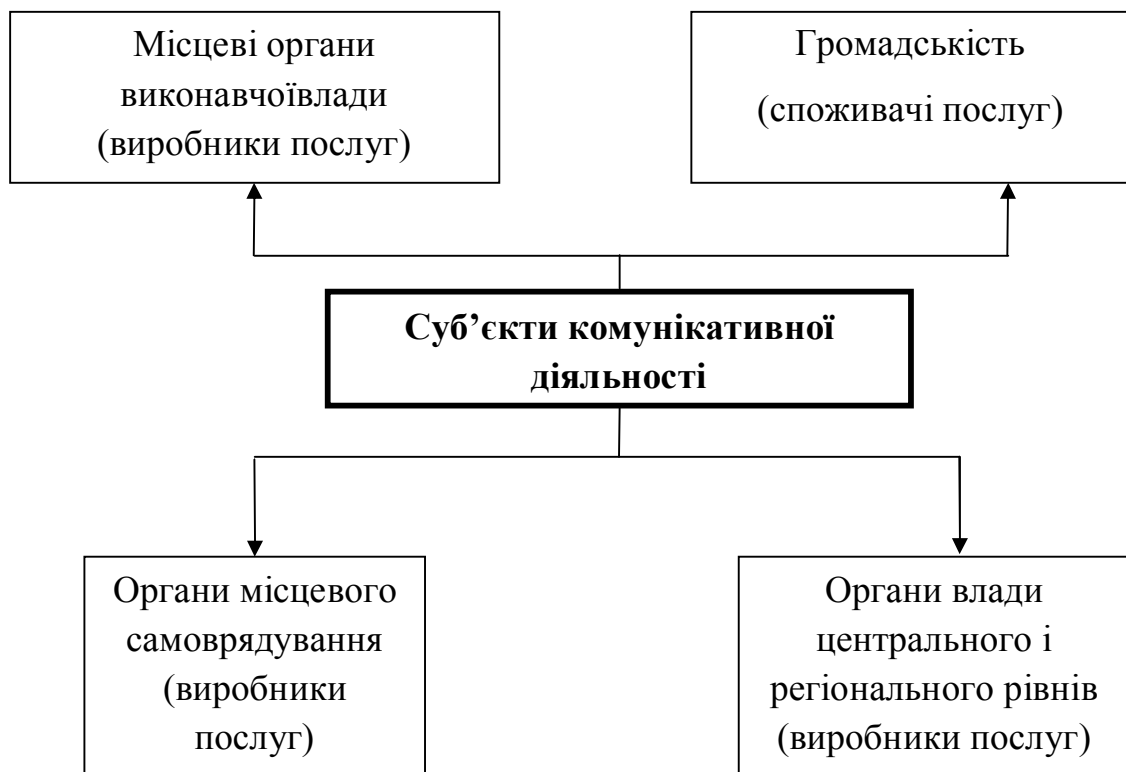 Місцеві органи
виконавчоївлади
(виробники послуг)
Громадськість
(споживачі послуг)
Суб’єкти комунікативної
діяльності
Органи місцевого
самоврядування
(виробники
послуг)
Органи влади
центрального і
регіонального рівнів
(виробники послуг)